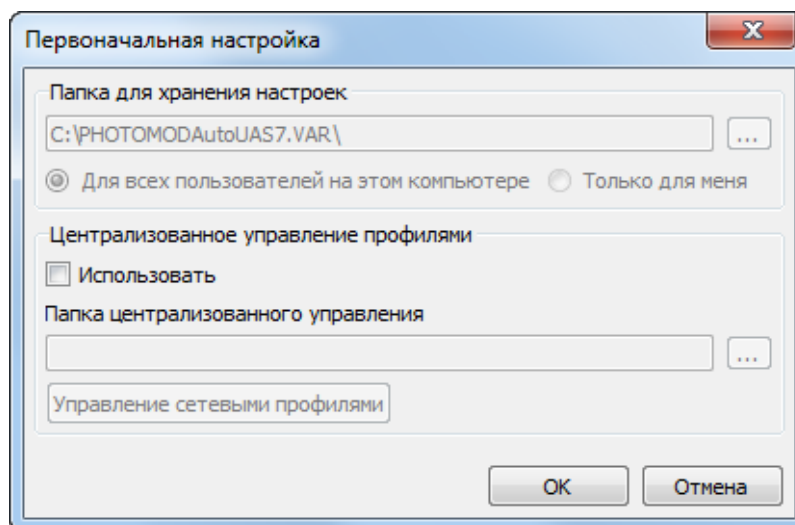 Первоначальная настройка
Папка для хранения настроек
C:\PHOTOMODAutoUAS7.VAR\
...
Для всех пользователей на этом компьютере
Только для меня
Централизованное управление профилями
Использовать
Папка централизованного управления
...
Управление сетевыми профилями
OK
Отмена